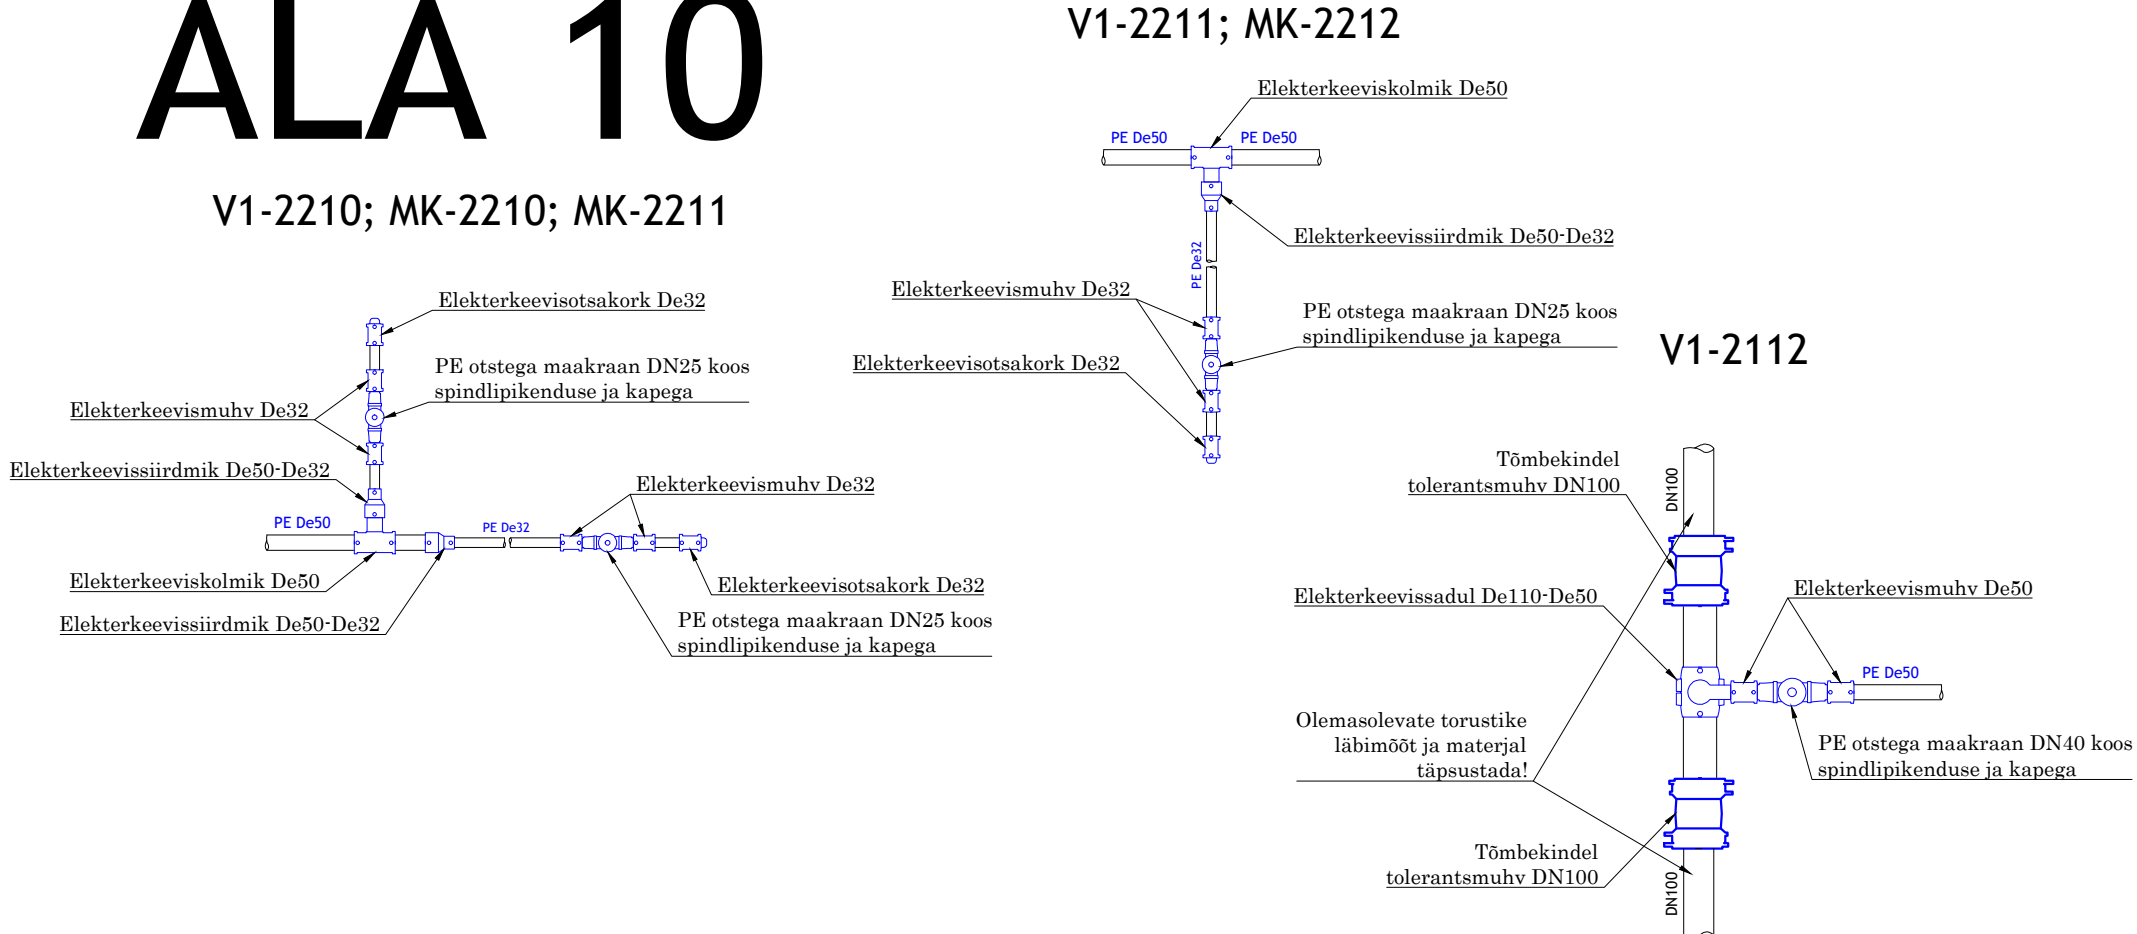 ALA 10
V1-2210; MK-2210; MK-2211
Elekterkeevisotsakork De32
PE otstega maakraan DN25 koos
spindlipikenduse ja kapega
Elekterkeevismuhv De32
Elekterkeevissiirdmik De50-De32
PE De50
PE De32
Elekterkeevismuhv De32
Elekterkeeviskolmik De50
Elekterkeevisotsakork De32
Elekterkeevissiirdmik De50-De32
PE otstega maakraan DN25 koos
spindlipikenduse ja kapega
V1-2211; MK-2212
Elekterkeeviskolmik De50
PE De50
PE De50
Elekterkeevissiirdmik De50-De32
PE De32
Elekterkeevismuhv De32
PE otstega maakraan DN25 koos
spindlipikenduse ja kapega
Elekterkeevisotsakork De32
V1-2112
Tõmbekindel
tolerantsmuhv DN100
DN100
Elekterkeevissadul De110-De50
Elekterkeevismuhv De50
PE De50
Olemasolevate torustike
läbimõõt ja materjal
täpsustada!
PE otstega maakraan DN40 koos
spindlipikenduse ja kapega
Tõmbekindel
tolerantsmuhv DN100
DN100